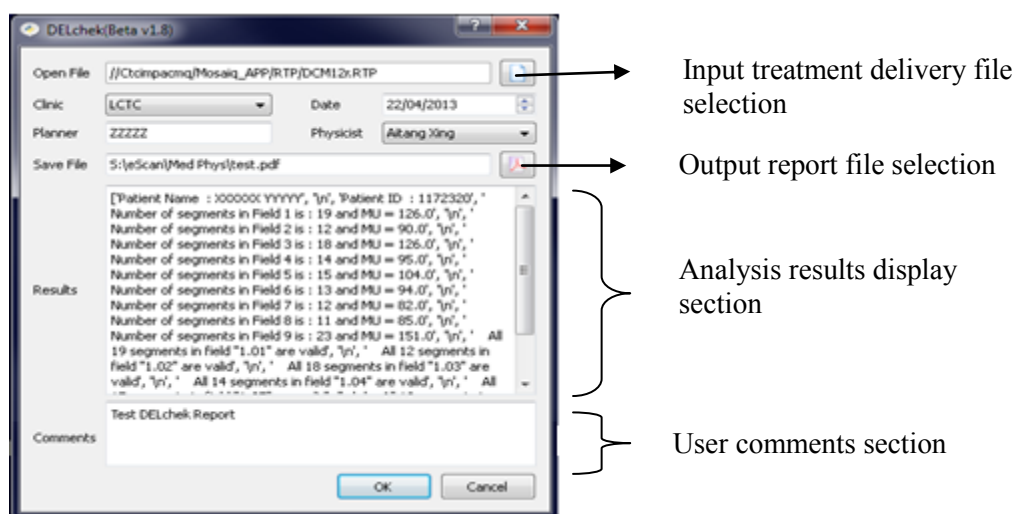 DELchek(Beta v1.8)
Open File //Ctcimpacmq/Mosaiq_APP/RTP/DCM12r.RTP
Input treatment delivery file
selection
Clinic LCTC Date 22/04/2013
Planner ZZZZZ Physicist Aitang Xing
Save File S:\eScan\Med Phys\test.pdf
Output report file selection
['Patient Name : XXXXXX YYYYY', '\n', 'Patient ID : 1172320', '
Number of segments in Field 1 is : 19 and MU = 126.0', '\n', '
Number of segments in Field 2 is : 12 and MU = 90.0', '\n', '
Number of segments in Field 3 is : 18 and MU = 126.0', '\n', '
Number of segments in Field 4 is : 14 and MU = 95.0', '\n', '
Number of segments in Field 5 is : 15 and MU = 104.0', '\n', '
Number of segments in Field 6 is : 13 and MU = 94.0', '\n', '
Results Number of segments in Field 7 is : 12 and MU = 82.0', '\n', '
Number of segments in Field 8 is : 11 and MU = 85.0', '\n', '
Number of segments in Field 9 is : 23 and MU = 151.0', '\n', ' All
19 segments in field "1.01" are valid', '\n', ' All 12 segments in
field "1.02" are valid', '\n', ' All 18 segments in field "1.03" are
valid', '\n', ' All 14 segments in field "1.04" are valid', '\n', ' All
Analysis results display
section
Test DELchek Report
Comments
User comments section
OK Cancel